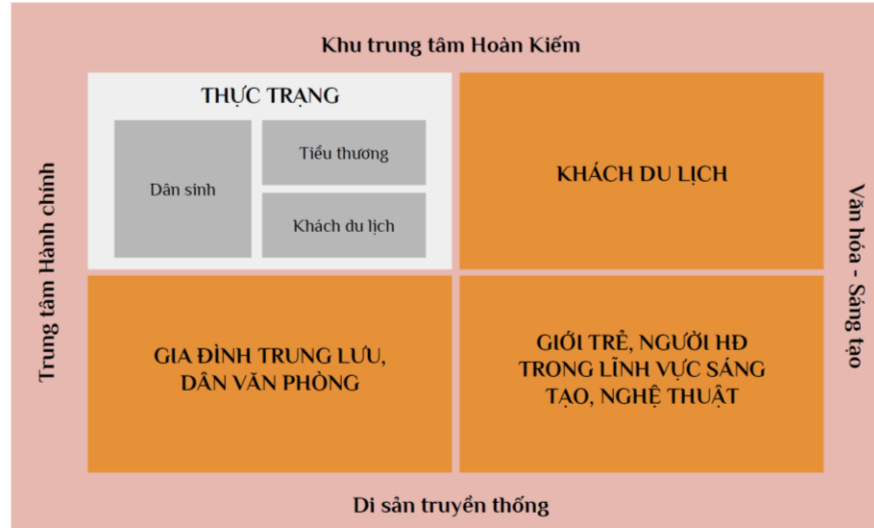 Khu trung tâm Hoàn Kiếm
Trung tâm Hành chính
THỰC TRẠNG
Dân sinh
Tiểu thương
Khách du lịch
KHÁCH DU LỊCH
Văn hóa - Sáng tạo
GIA ĐÌNH TRUNG LƯU,
DÂN VĂN PHÒNG
GIỚI TRẺ, NGƯỜI HĐ
TRONG LĨNH VỰC SÁNG
TẠO, NGHỆ THUẬT
Di sản truyền thống